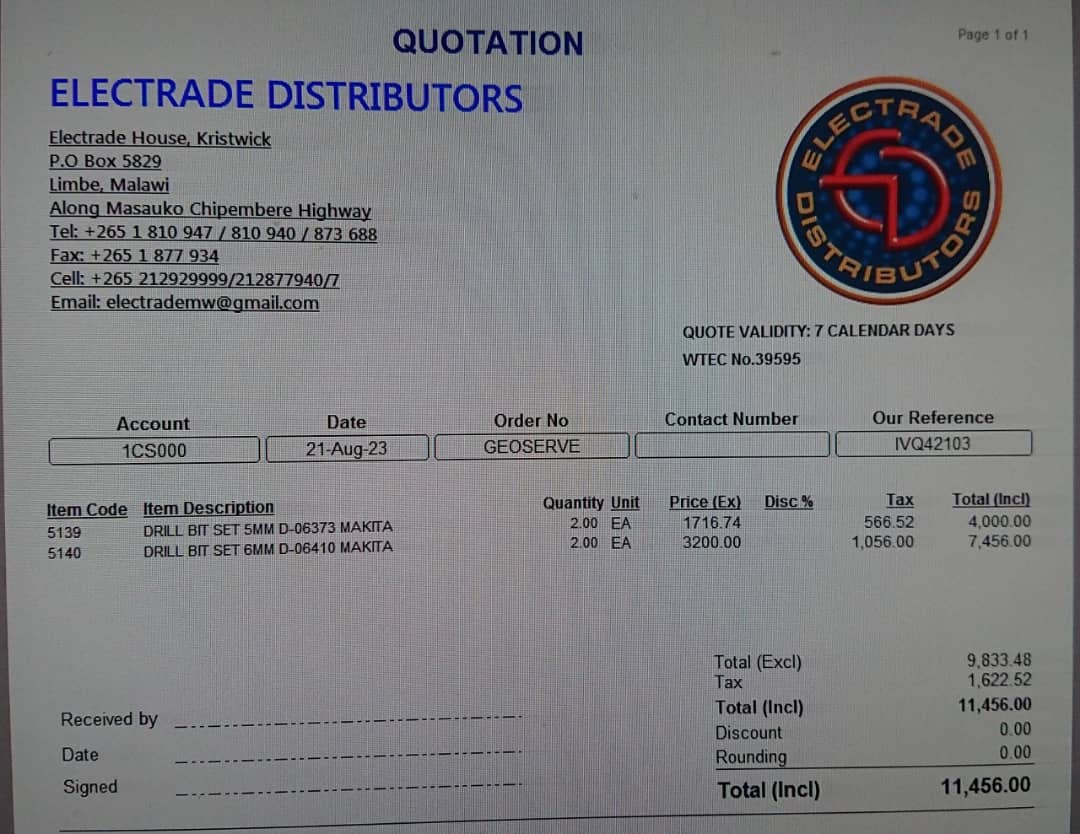 QUOTATION
Page 1 of 1
ELECTRADE DISTRIBUTORS
Electrade House, Kristwick
P.O Box 5829
Limbe, Malawi
Along Masauko Chipembere Highway
Tel: +265 1 810 947 / 810 940 / 873 688
Fax: +265 1 877 934
Cell: +265 212929999/212877940/7
Email: electrademw@gmail.com
ELECTRADE DISTRIBUTORS
QUOTE VALIDITY: 7 CALENDAR DAYS
WTEC No.39595
Account Date Order No Contact Number Our Reference
1CS000 21-Aug-23 GEOSERVE IVQ42103
Item Code Item Description Quantity Unit Price (Ex) Disc % Tax Total (Incl)
5139 DRILL BIT SET 5MM D-06373 MAKITA 2.00 EA 1716.74 566.52 4,000.00
5140 DRILL BIT SET 6MM D-06410 MAKITA 2.00 EA 3200.00 1,056.00 7,456.00
Total (Excl) 9,833.48
Tax 1,622.52
Total (Incl) 11,456.00
Discount 0.00
Rounding 0.00
Total (Incl) 11,456.00
Received by
Date
Signed